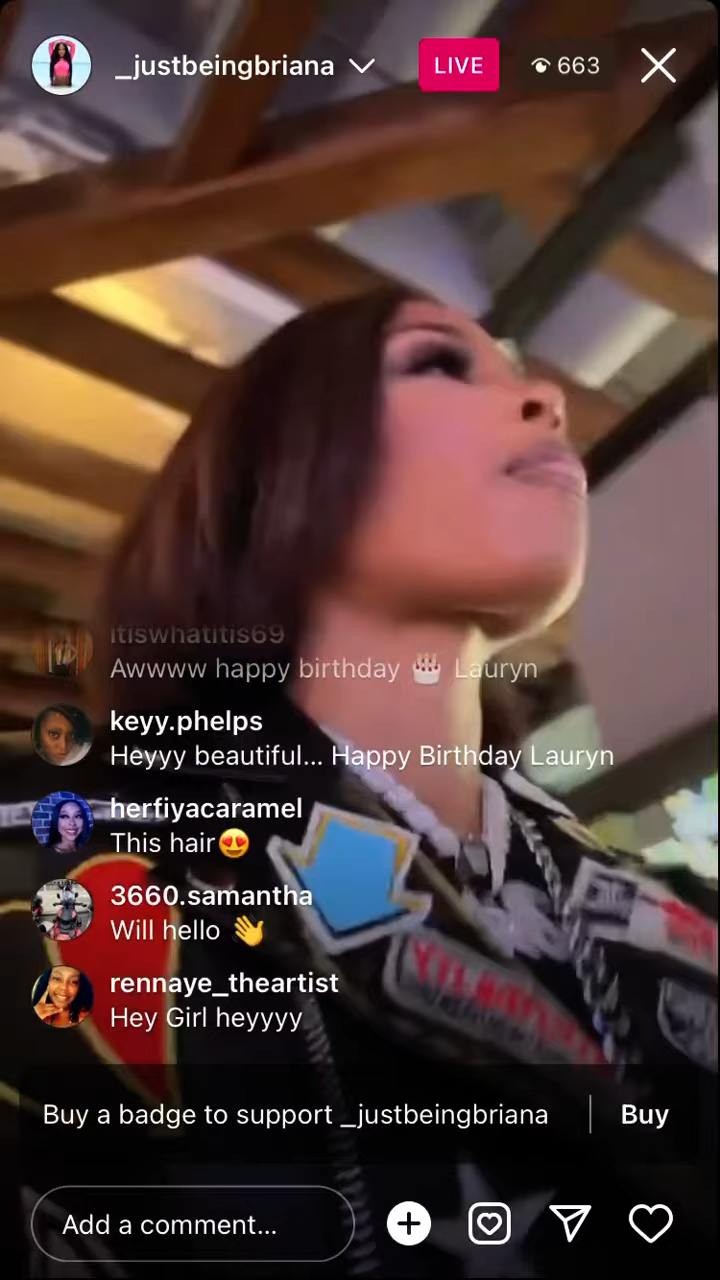 _justbeingbriana
LIVE
663
itiswhatitis69
Awwww happy birthday 🎂 Lauryn
keyy.phelps
Heyyy beautiful... Happy Birthday Lauryn
herfiyacaramel
This hair😍
3660.samantha
Will hello 👋
rennaye_theartist
Hey Girl heyyyy
Buy a badge to support _justbeingbriana
Buy
Add a comment...